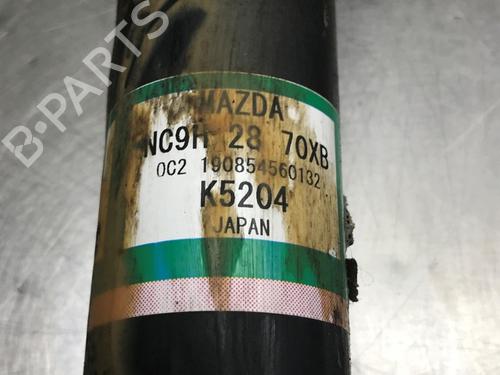 B-PARTS
MAZDA
NC9H 28 70XB
0C2 190854560132
K5204
JAPAN